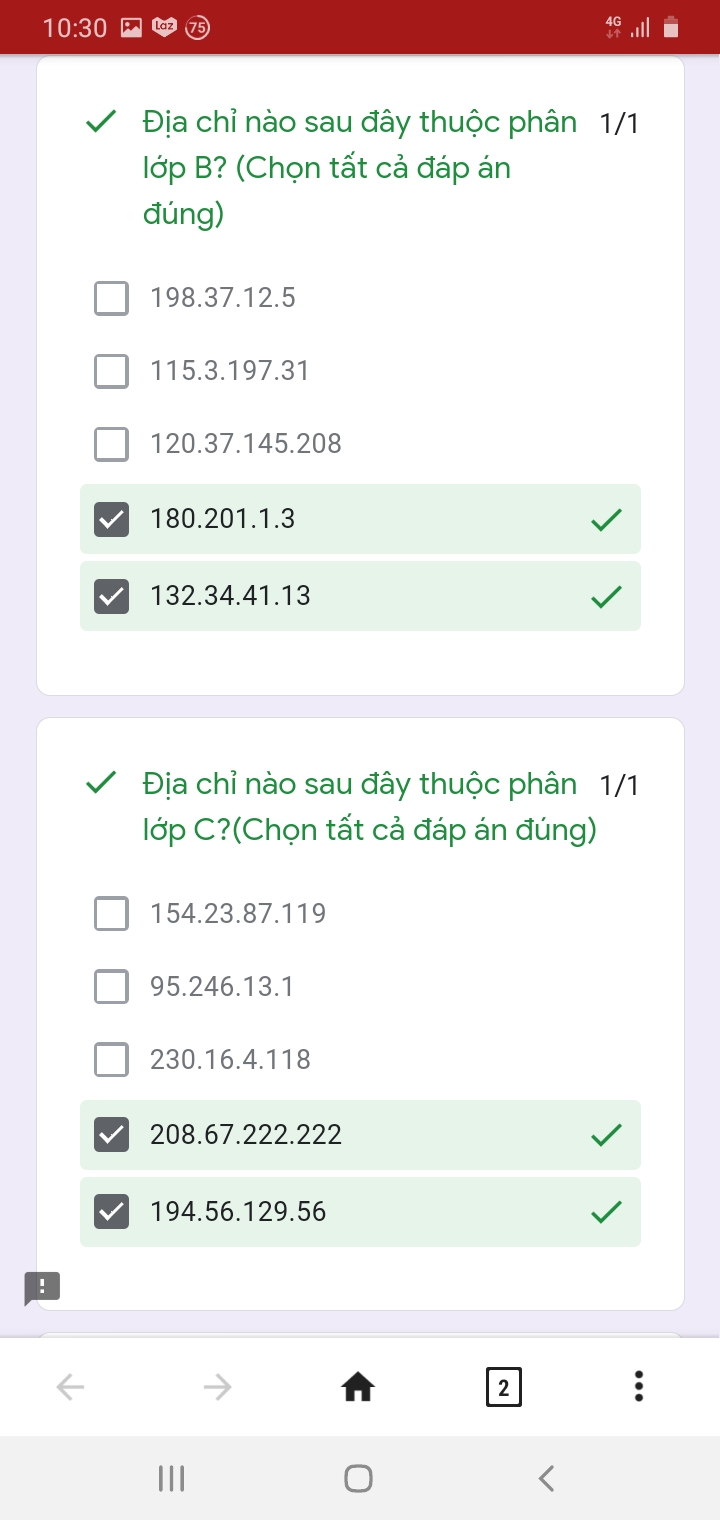 10:30 Laz 75 4G
Địa chỉ nào sau đây thuộc phân 1/1
lớp B? (Chọn tất cả đáp án
đúng)
198.37.12.5
115.3.197.31
120.37.145.208
180.201.1.3
132.34.41.13
Địa chỉ nào sau đây thuộc phân 1/1
lớp C?(Chọn tất cả đáp án đúng)
154.23.87.119
95.246.13.1
230.16.4.118
208.67.222.222
194.56.129.56
2